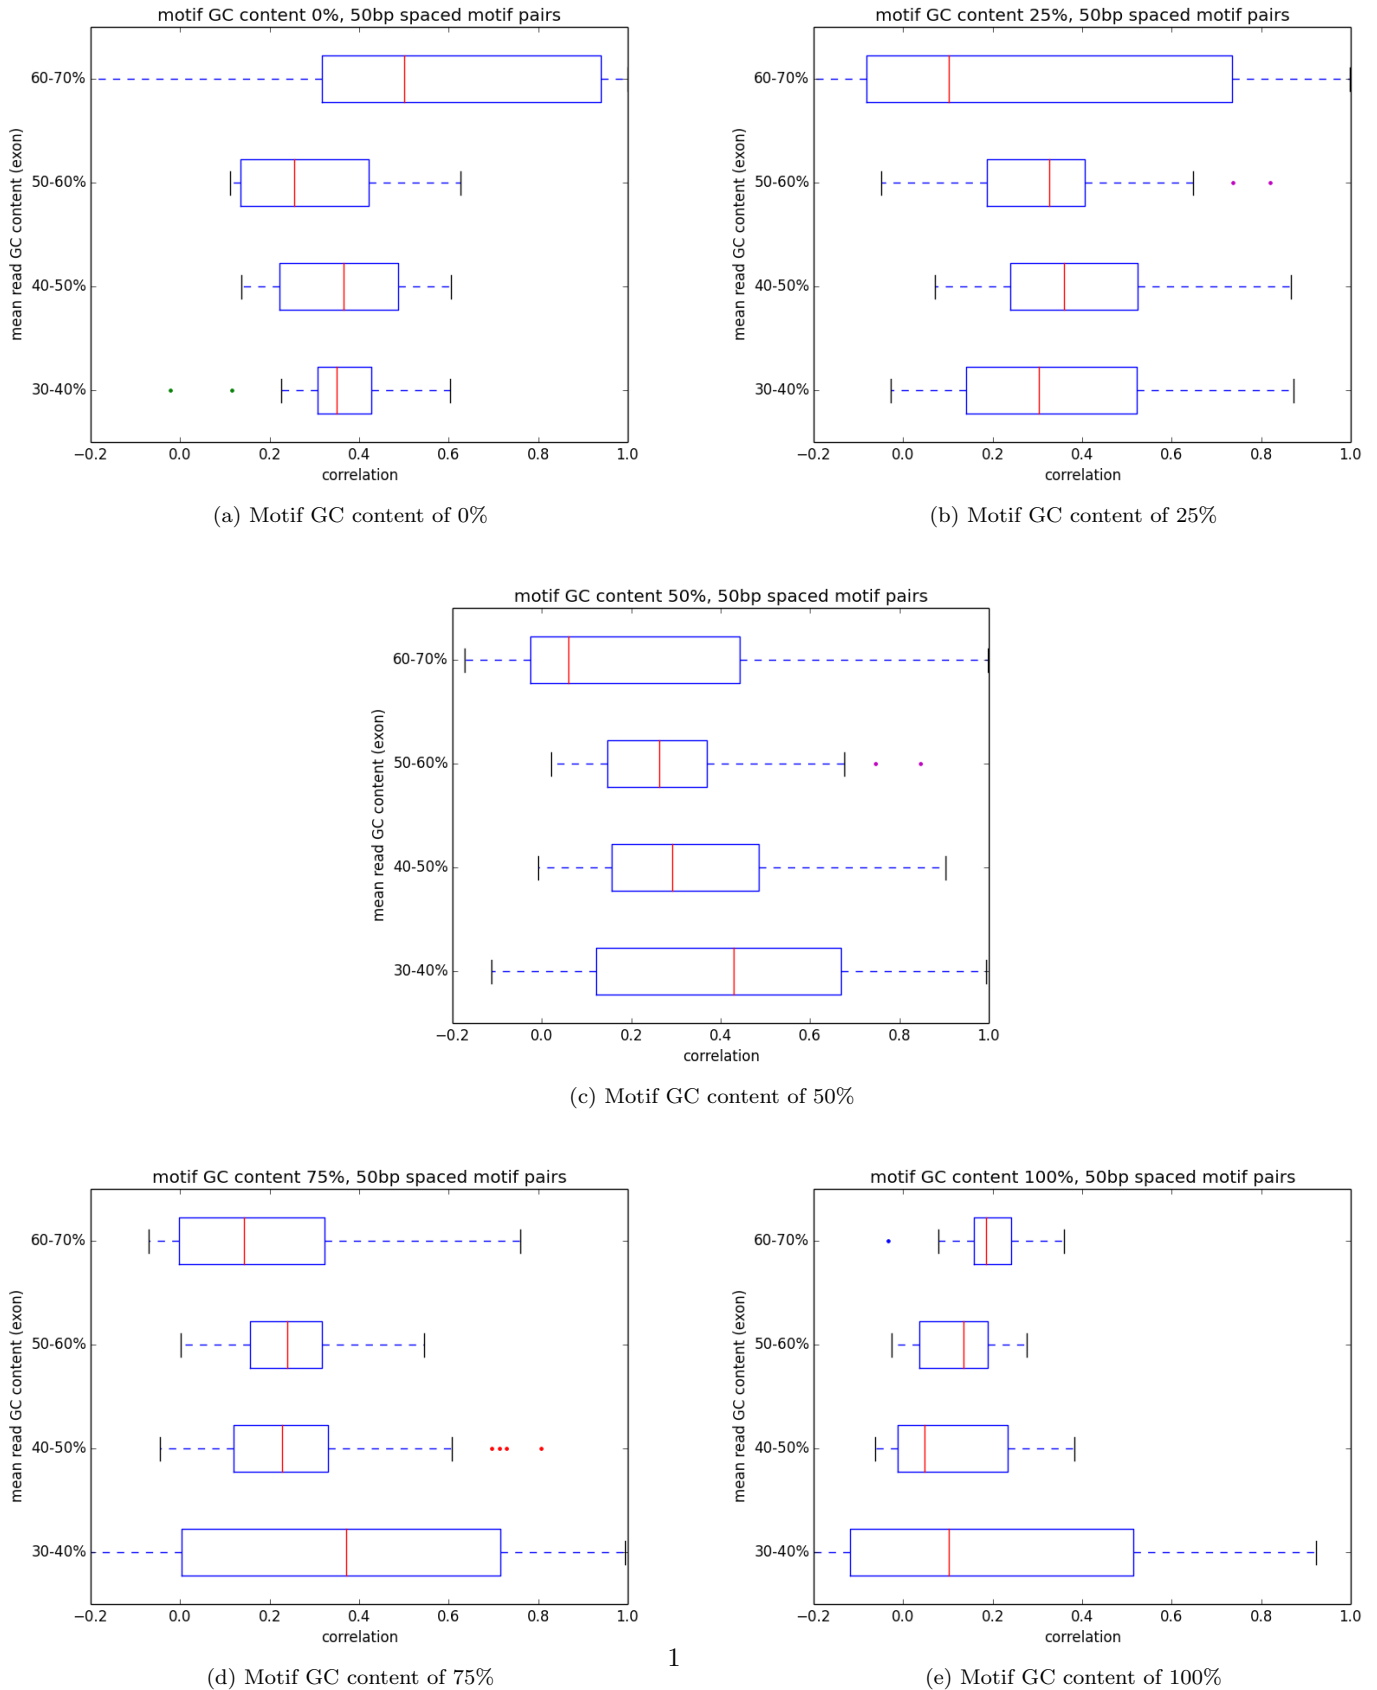 motif GC content 0%, 50bp spaced motif pairs
mean read GC content (exon)
60-70%
50-60%
40-50%
30-40%
−0.2 0.0 0.2 0.4 0.6 0.8 1.0
correlation
(a) Motif GC content of 0%
motif GC content 25%, 50bp spaced motif pairs
mean read GC content (exon)
60-70%
50-60%
40-50%
30-40%
−0.2 0.0 0.2 0.4 0.6 0.8 1.0
correlation
(b) Motif GC content of 25%
motif GC content 50%, 50bp spaced motif pairs
mean read GC content (exon)
60-70%
50-60%
40-50%
30-40%
−0.2 0.0 0.2 0.4 0.6 0.8 1.0
correlation
(c) Motif GC content of 50%
motif GC content 75%, 50bp spaced motif pairs
mean read GC content (exon)
60-70%
50-60%
40-50%
30-40%
−0.2 0.0 0.2 0.4 0.6 0.8 1.0
correlation
(d) Motif GC content of 75%
motif GC content 100%, 50bp spaced motif pairs
mean read GC content (exon)
60-70%
50-60%
40-50%
30-40%
−0.2 0.0 0.2 0.4 0.6 0.8 1.0
correlation
(e) Motif GC content of 100%
1